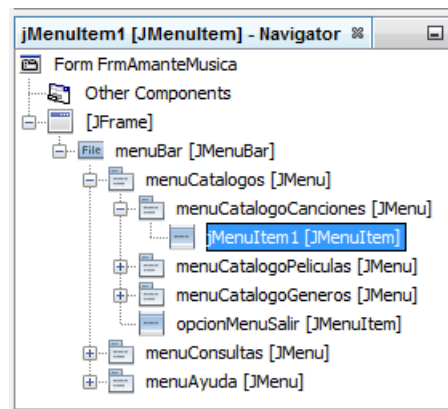 jMenuItem1 [JMenuItem] - Navigator
Form FrmAmanteMusica
Other Components
[JFrame]
File menuBar [JMenuBar]
menuCatalogos [JMenu]
menuCatalogoCanciones [JMenu]
jMenuItem1 [JMenuItem]
menuCatalogoPeliculas [JMenu]
menuCatalogoGeneros [JMenu]
opcionMenuSalir [JMenuItem]
menuConsultas [JMenu]
menuAyuda [JMenu]